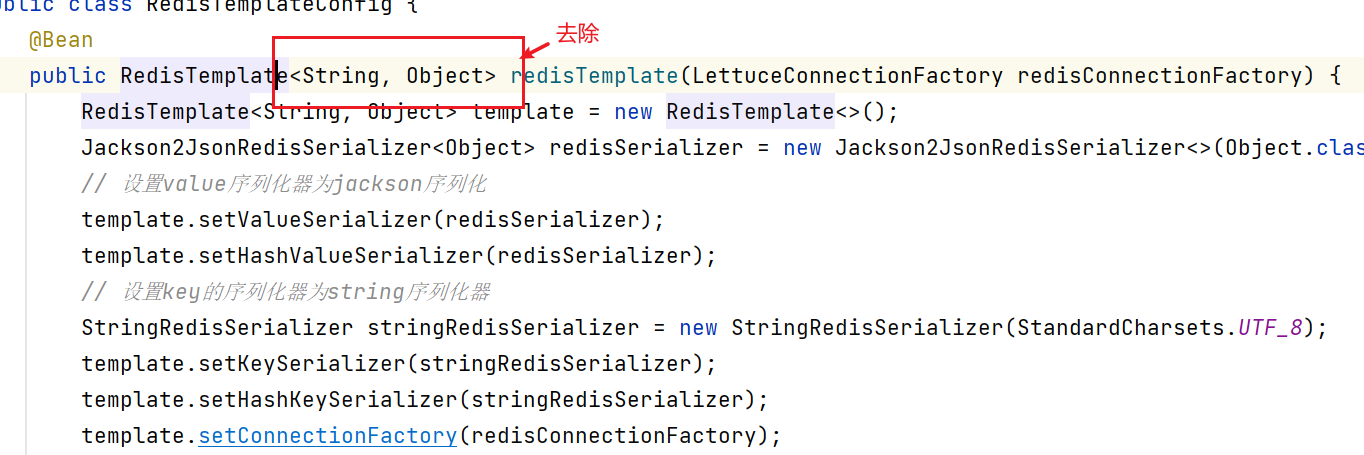 public class RedisTemplateConfig {
去除
@Bean
public RedisTemplate<String, Object> redisTemplate(LettuceConnectionFactory redisConnectionFactory) {
RedisTemplate<String, Object> template = new RedisTemplate<>();
Jackson2JsonRedisSerializer<Object> redisSerializer = new Jackson2JsonRedisSerializer<>(Object.clas
// 设置value序列化器为jackson序列化
template.setValueSerializer(redisSerializer);
template.setHashValueSerializer(redisSerializer);
// 设置key的序列化器为string序列化器
StringRedisSerializer stringRedisSerializer = new StringRedisSerializer(StandardCharsets.UTF_8);
template.setKeySerializer(stringRedisSerializer);
template.setHashKeySerializer(stringRedisSerializer);
template.setConnectionFactory(redisConnectionFactory);